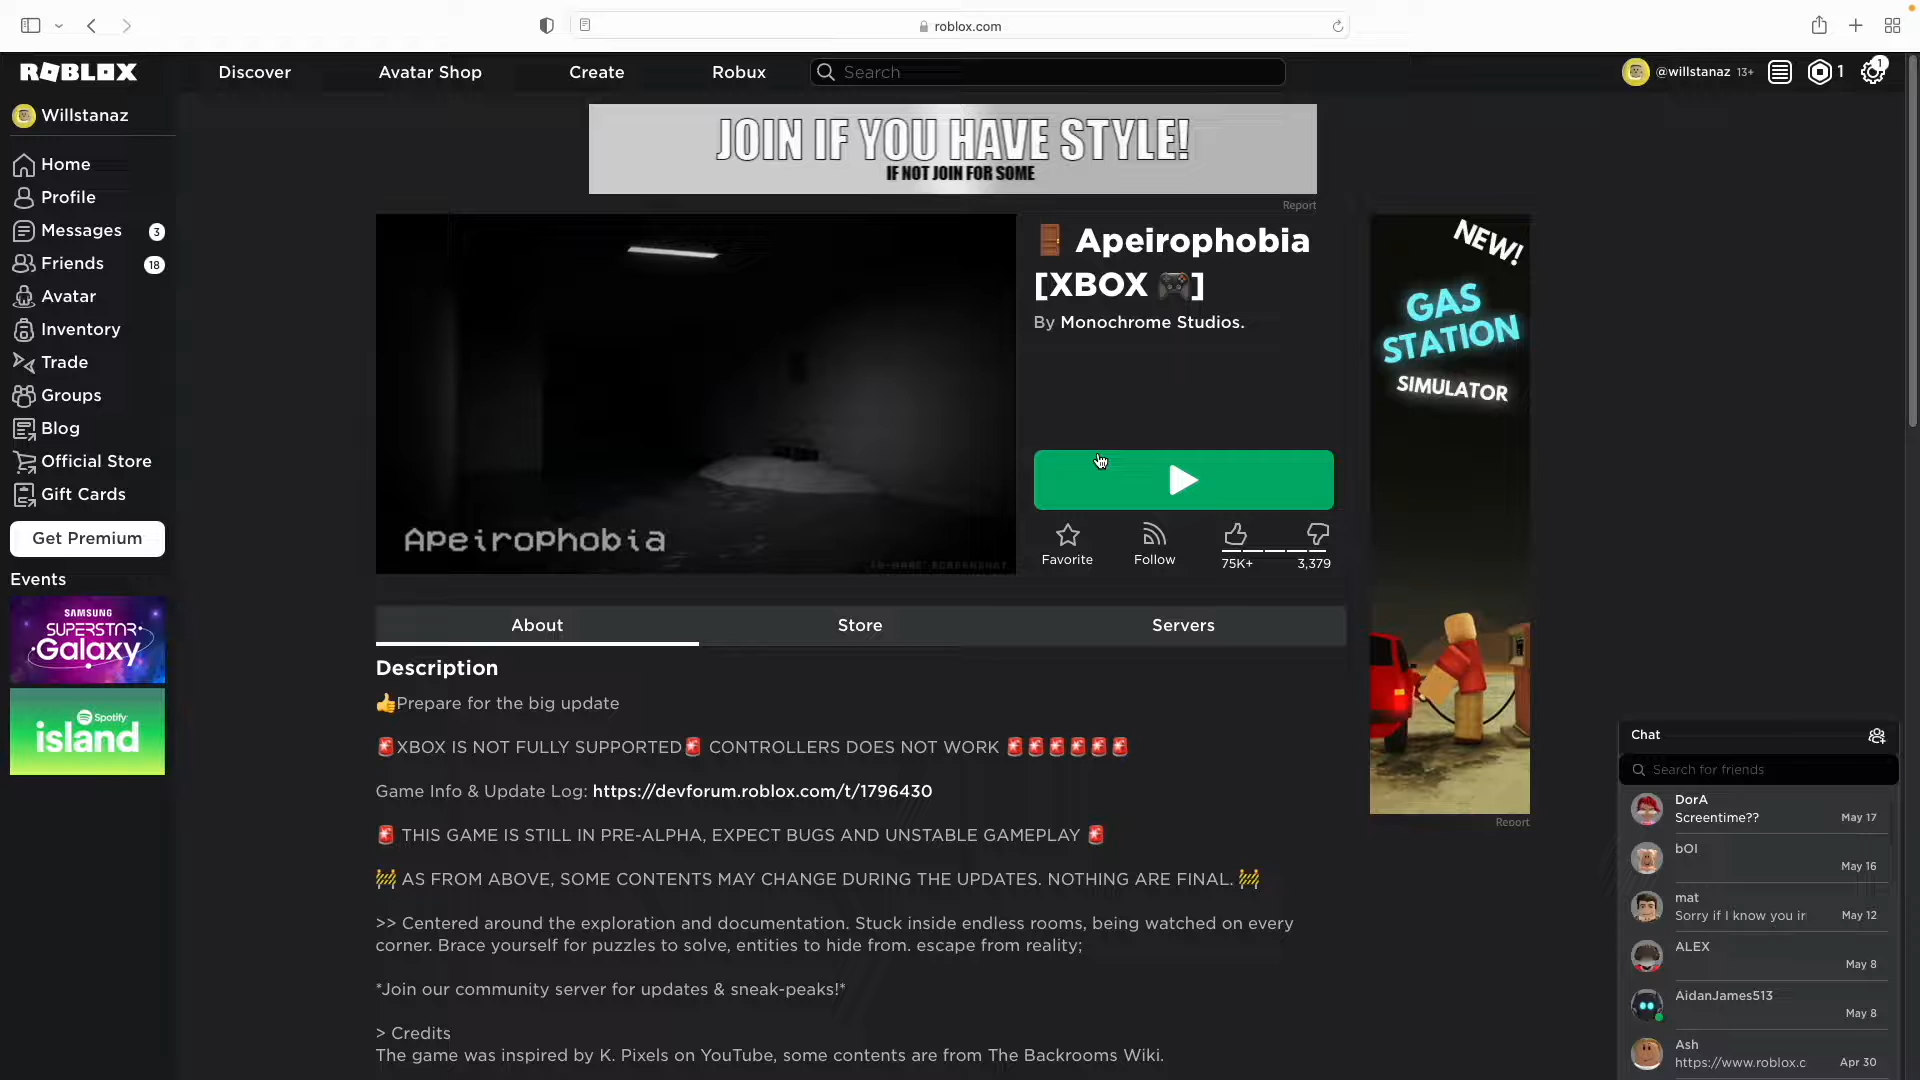 roblox.com
ROBLOX
Discover
Avatar Shop
Create
Robux
Search
@willstanaz 13+
1
1
Willstanaz
Home
Profile
Messages 3
Friends 18
Avatar
Inventory
Trade
Groups
Blog
Official Store
Gift Cards
Get Premium
Events
SAMSUNG
SUPERSTAR
Galaxy
Spotify
island
JOIN IF YOU HAVE STYLE!
IF NOT JOIN FOR SOME
Report
Apeirophobia
🚪 Apeirophobia
[XBOX 🎮]
By Monochrome Studios.
Favorite
Follow
75K+
3,379
NEW!
GAS
STATION
SIMULATOR
Report
About
Store
Servers
Description
👍Prepare for the big update
🚨XBOX IS NOT FULLY SUPPORTED🚨 CONTROLLERS DOES NOT WORK 🚨🚨🚨🚨🚨🚨
Game Info & Update Log: https://devforum.roblox.com/t/1796430
🚨 THIS GAME IS STILL IN PRE-ALPHA, EXPECT BUGS AND UNSTABLE GAMEPLAY 🚨
🚧 AS FROM ABOVE, SOME CONTENTS MAY CHANGE DURING THE UPDATES. NOTHING ARE FINAL. 🚧
>> Centered around the exploration and documentation. Stuck inside endless rooms, being watched on every
corner. Brace yourself for puzzles to solve, entities to hide from. escape from reality;
*Join our community server for updates & sneak-peaks!*
> Credits
The game was inspired by K. Pixels on YouTube, some contents are from The Backrooms Wiki.
Chat
Search for friends
DorA
Screentime?? May 17
bOI
May 16
mat
Sorry if I know you ir May 12
ALEX
May 8
AidanJames513
May 8
Ash
https://www.roblox.c Apr 30